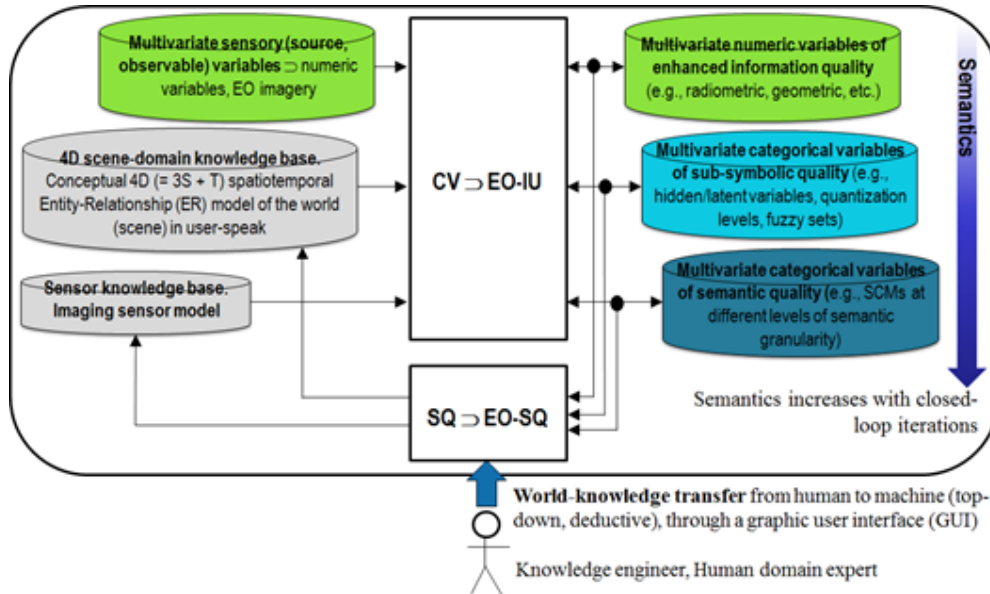 Multivariate sensory (source,
observable) variables ⊃ numeric
variables, EO imagery
4D scene-domain knowledge base.
Conceptual 4D (= 3S + T) spatiotemporal
Entity-Relationship (ER) model of the world
(scene) in user-speak
Sensor knowledge base.
Imaging sensor model
CV ⊃ EO-IU
SQ ⊃ EO-SQ
Multivariate numeric variables of
enhanced information quality
(e.g., radiometric, geometric, etc.)
Multivariate categorical variables
of sub-symbolic quality (e.g.,
hidden/latent variables, quantization
levels, fuzzy sets)
Multivariate categorical variables
of semantic quality (e.g., SCMs at
different levels of semantic
granularity)
Semantics
Semantics increases with closed-
loop iterations
World-knowledge transfer from human to machine (top-
down, deductive), through a graphic user interface (GUI)
Knowledge engineer, Human domain expert